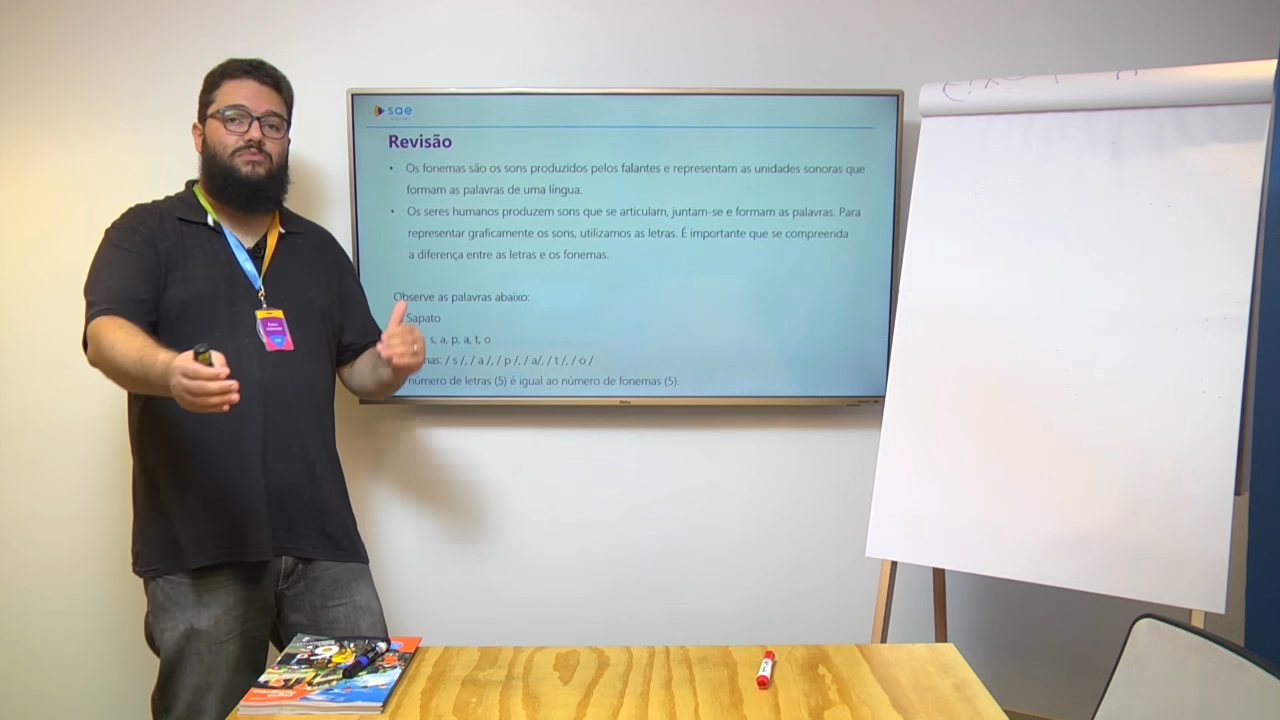 sae
Revisão
• Os fonemas são os sons produzidos pelos falantes e representam as unidades sonoras que
formam as palavras de uma língua.
• Os seres humanos produzem sons que se articulam, juntam-se e formam as palavras. Para
representar graficamente os sons, utilizamos as letras. É importante que se compreenda
a diferença entre as letras e os fonemas.
Observe as palavras abaixo:
Sapato
s, a, p, a, t, o
/ s /, / a /, / p /, / a/, / t /, / o /
número de letras (5) é igual ao número de fonemas (5).